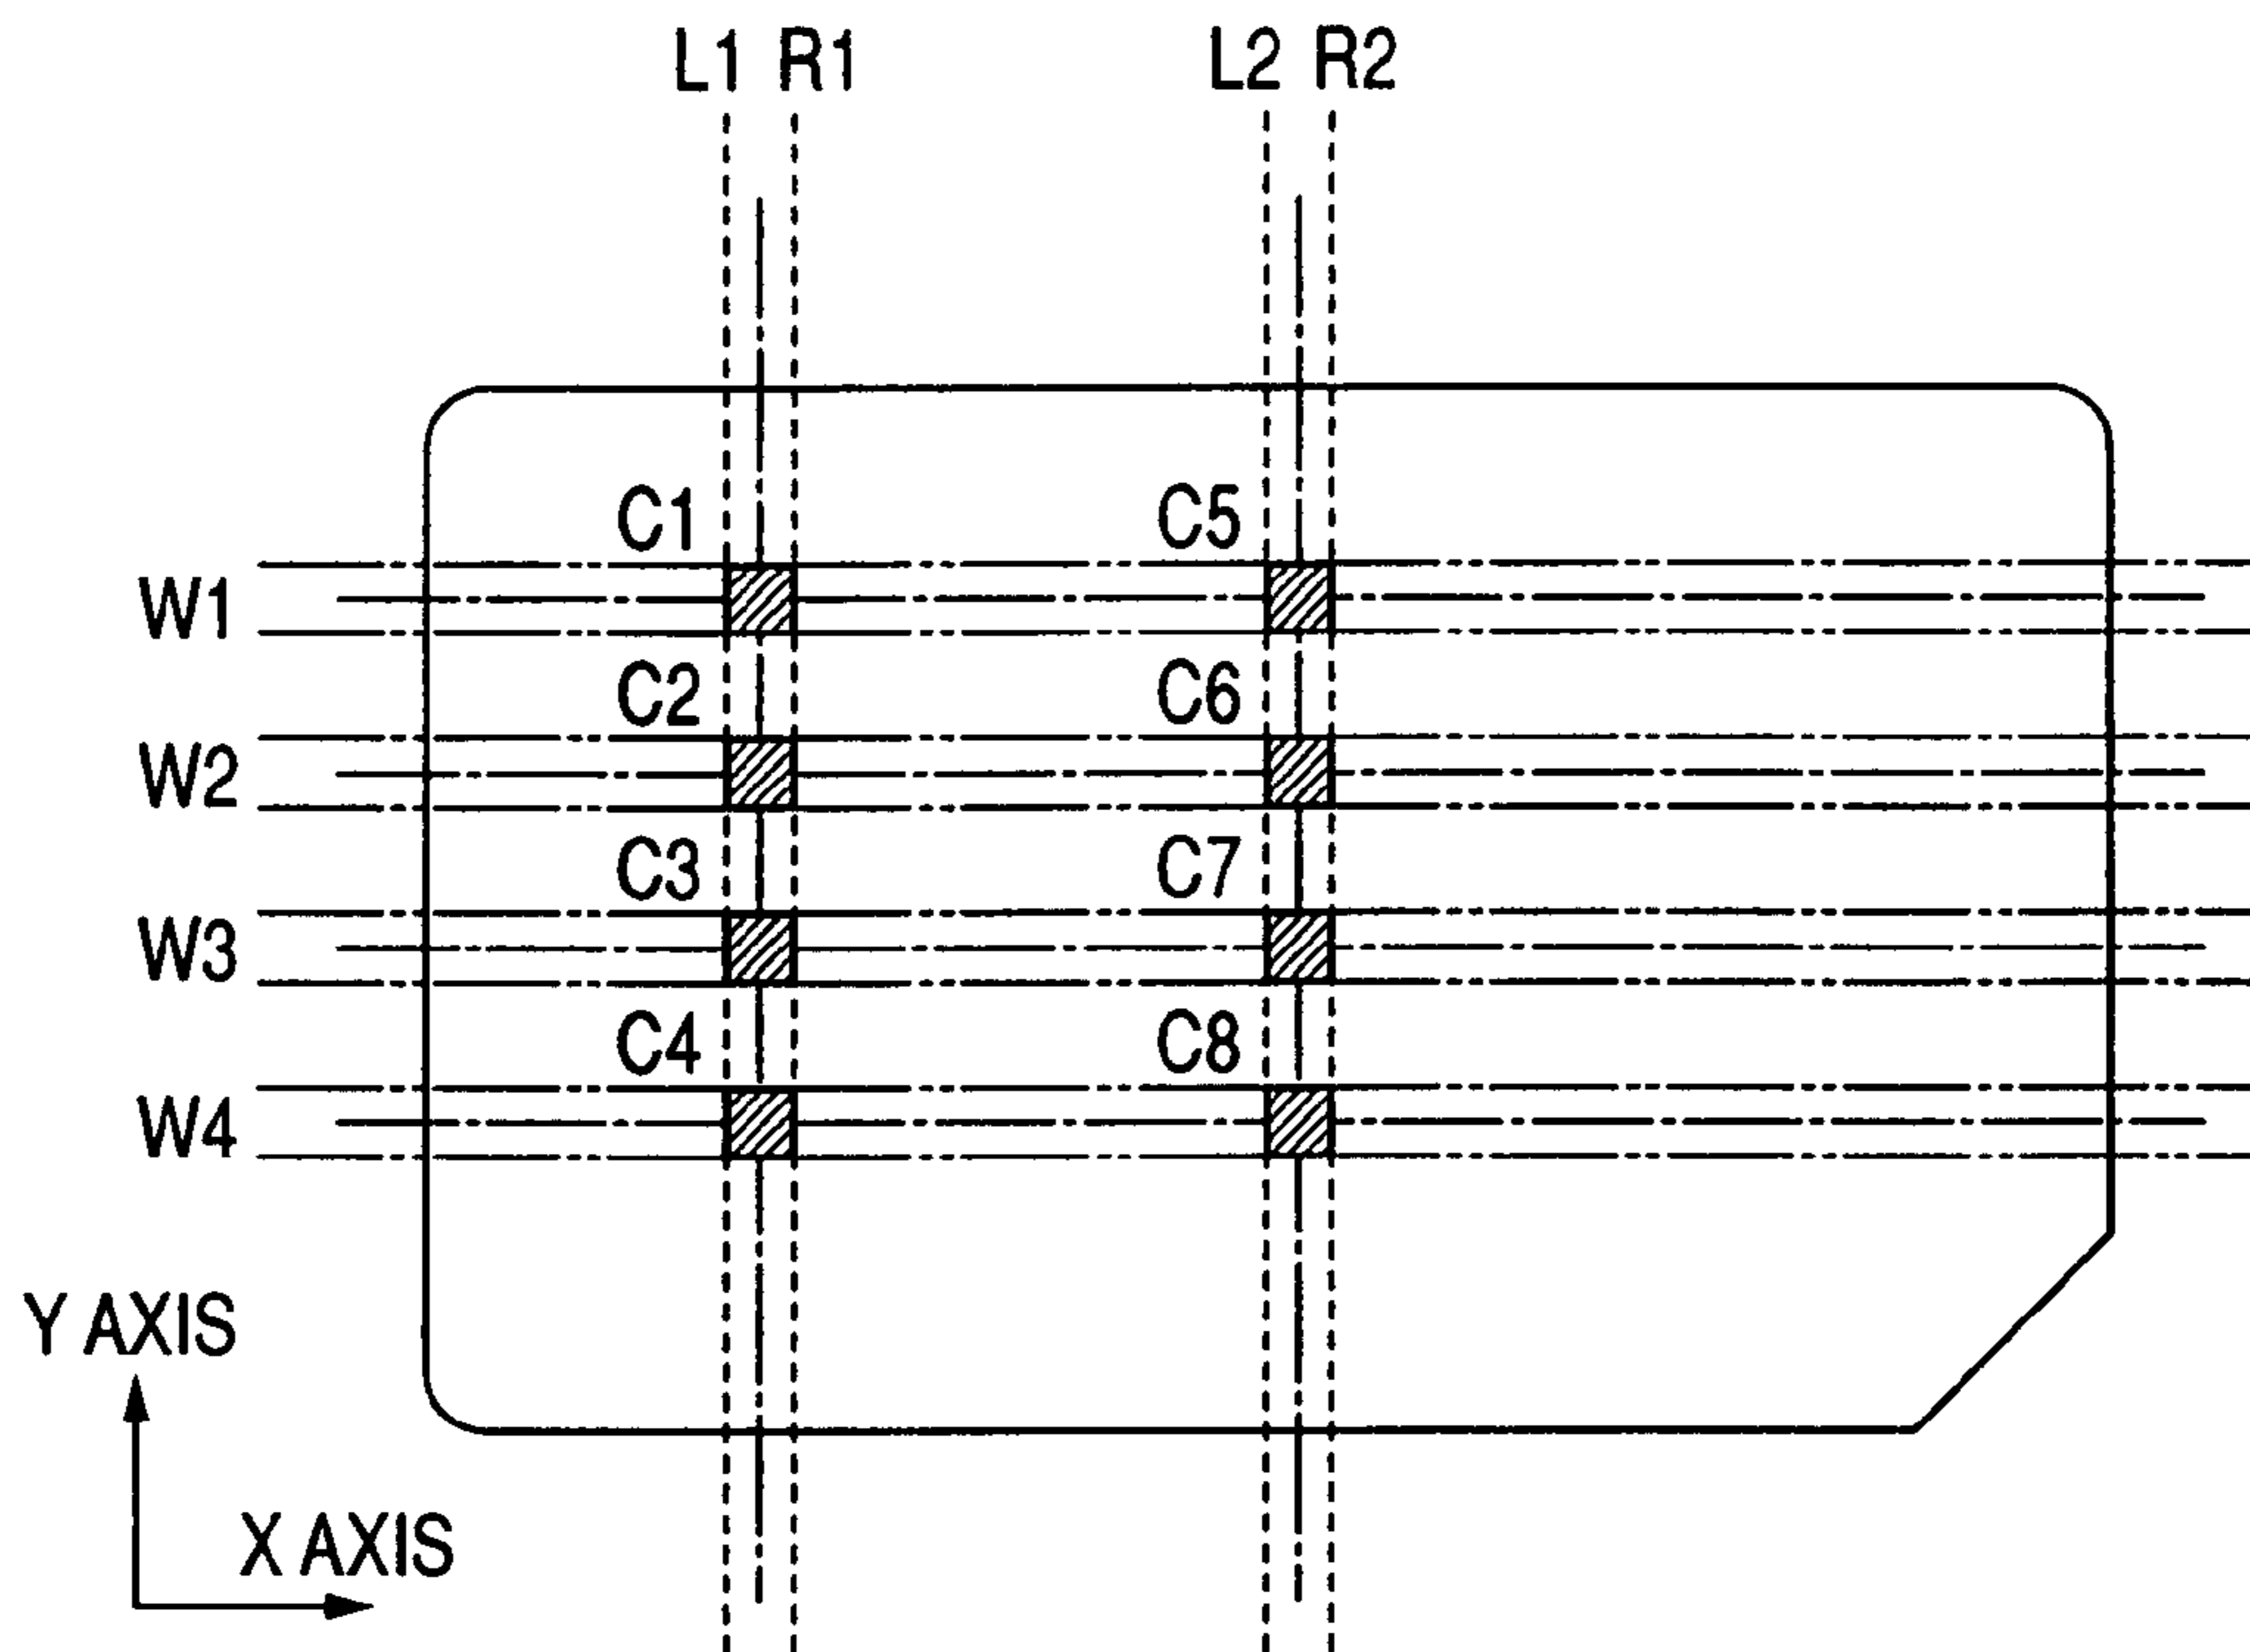 L1 R1 L2 R2
C1 C5
W1
C2 C6
W2
C3 C7
W3
C4 C8
W4
Y AXIS
X AXIS